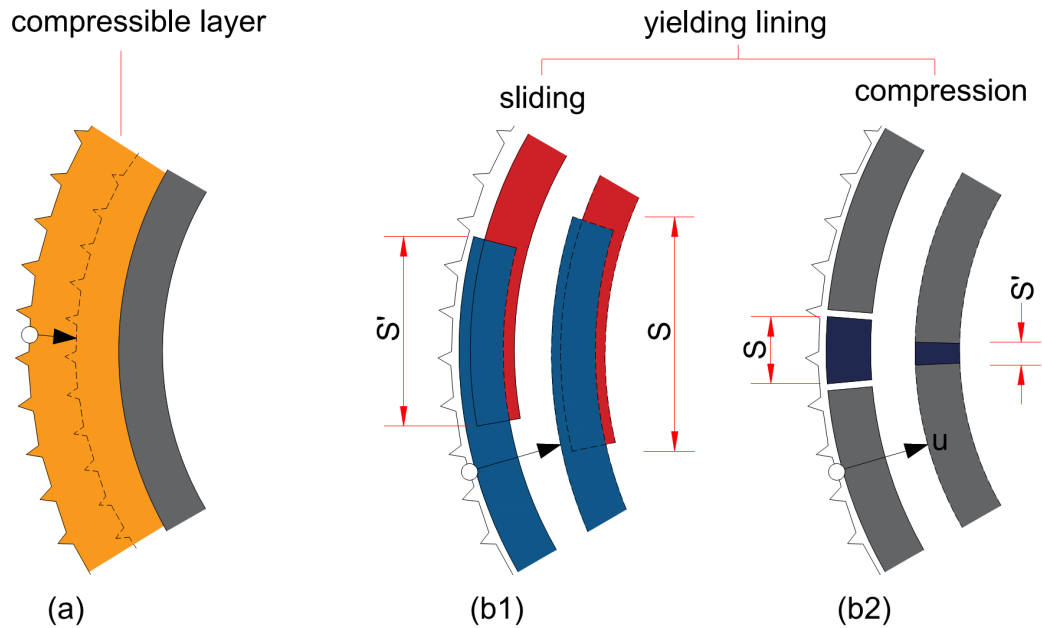 compressible layer
yielding lining
sliding
compression
S'
S
S
S'
u
(a)
(b1)
(b2)